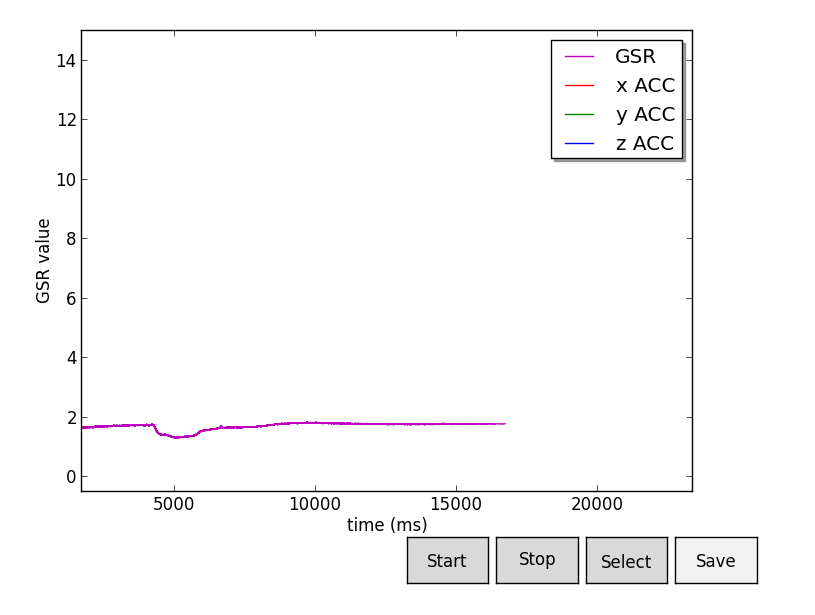 14
12
10
8
6
4
2
0
GSR value
GSR
x ACC
y ACC
z ACC
5000 10000 15000 20000
time (ms)
Start Stop Select Save